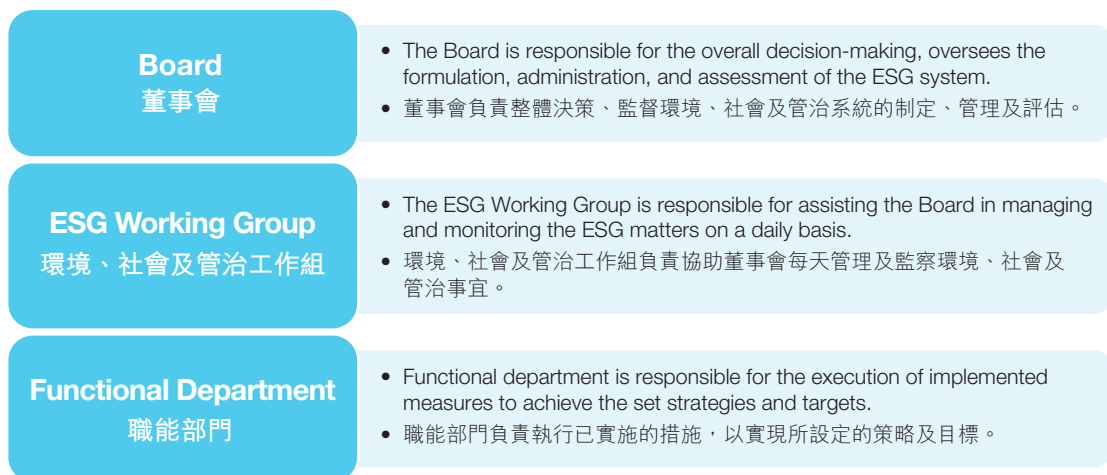 Board
董事會
• The Board is responsible for the overall decision-making, oversees the
formulation, administration, and assessment of the ESG system.
• 董事會負責整體決策、監督環境、社會及管治系統的制定、管理及評估。
ESG Working Group
環境、社會及管治工作組
• The ESG Working Group is responsible for assisting the Board in managing
and monitoring the ESG matters on a daily basis.
• 環境、社會及管治工作組負責協助董事會每天管理及監察環境、社會及
管治事宜。
Functional Department
職能部門
• Functional department is responsible for the execution of implemented
measures to achieve the set strategies and targets.
• 職能部門負責執行已實施的措施，以實現所設定的策略及目標。